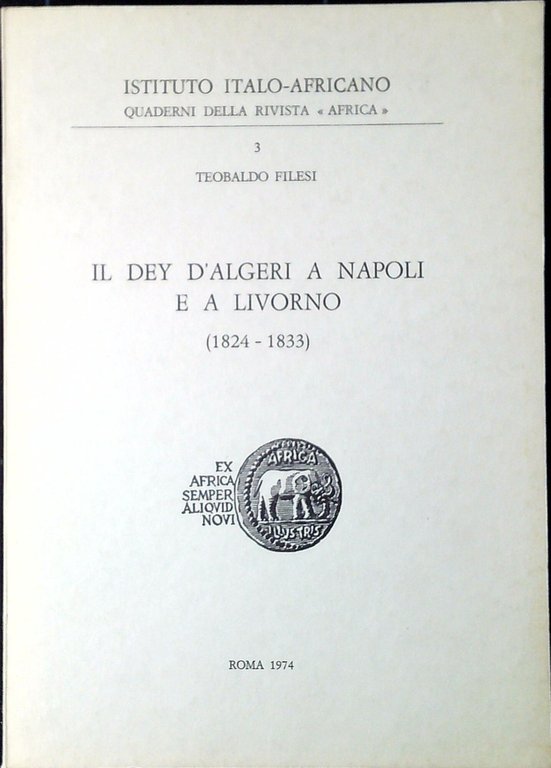 ISTITUTO ITALO-AFRICANO
QUADERNI DELLA RIVISTA « AFRICA »
3
TEOBALDO FILESI
IL DEY D'ALGERI A NAPOLI
E A LIVORNO
(1824 - 1833)
EX
AFRICA
SEMPER
ALIQVID
NOVI
AFRICA
ILLVSTRIS
ROMA 1974